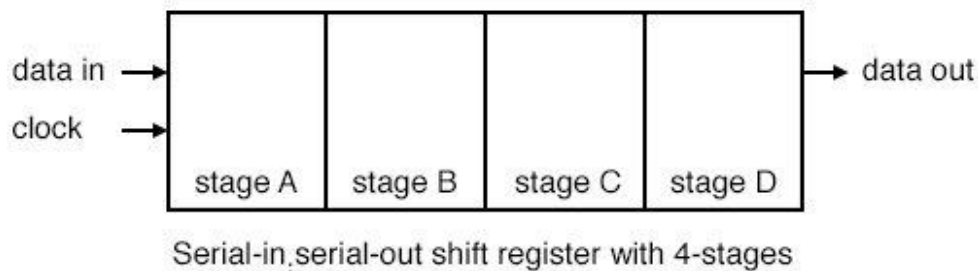 data in
data out
clock
stage A stage B stage C stage D
Serial-in,serial-out shift register with 4-stages